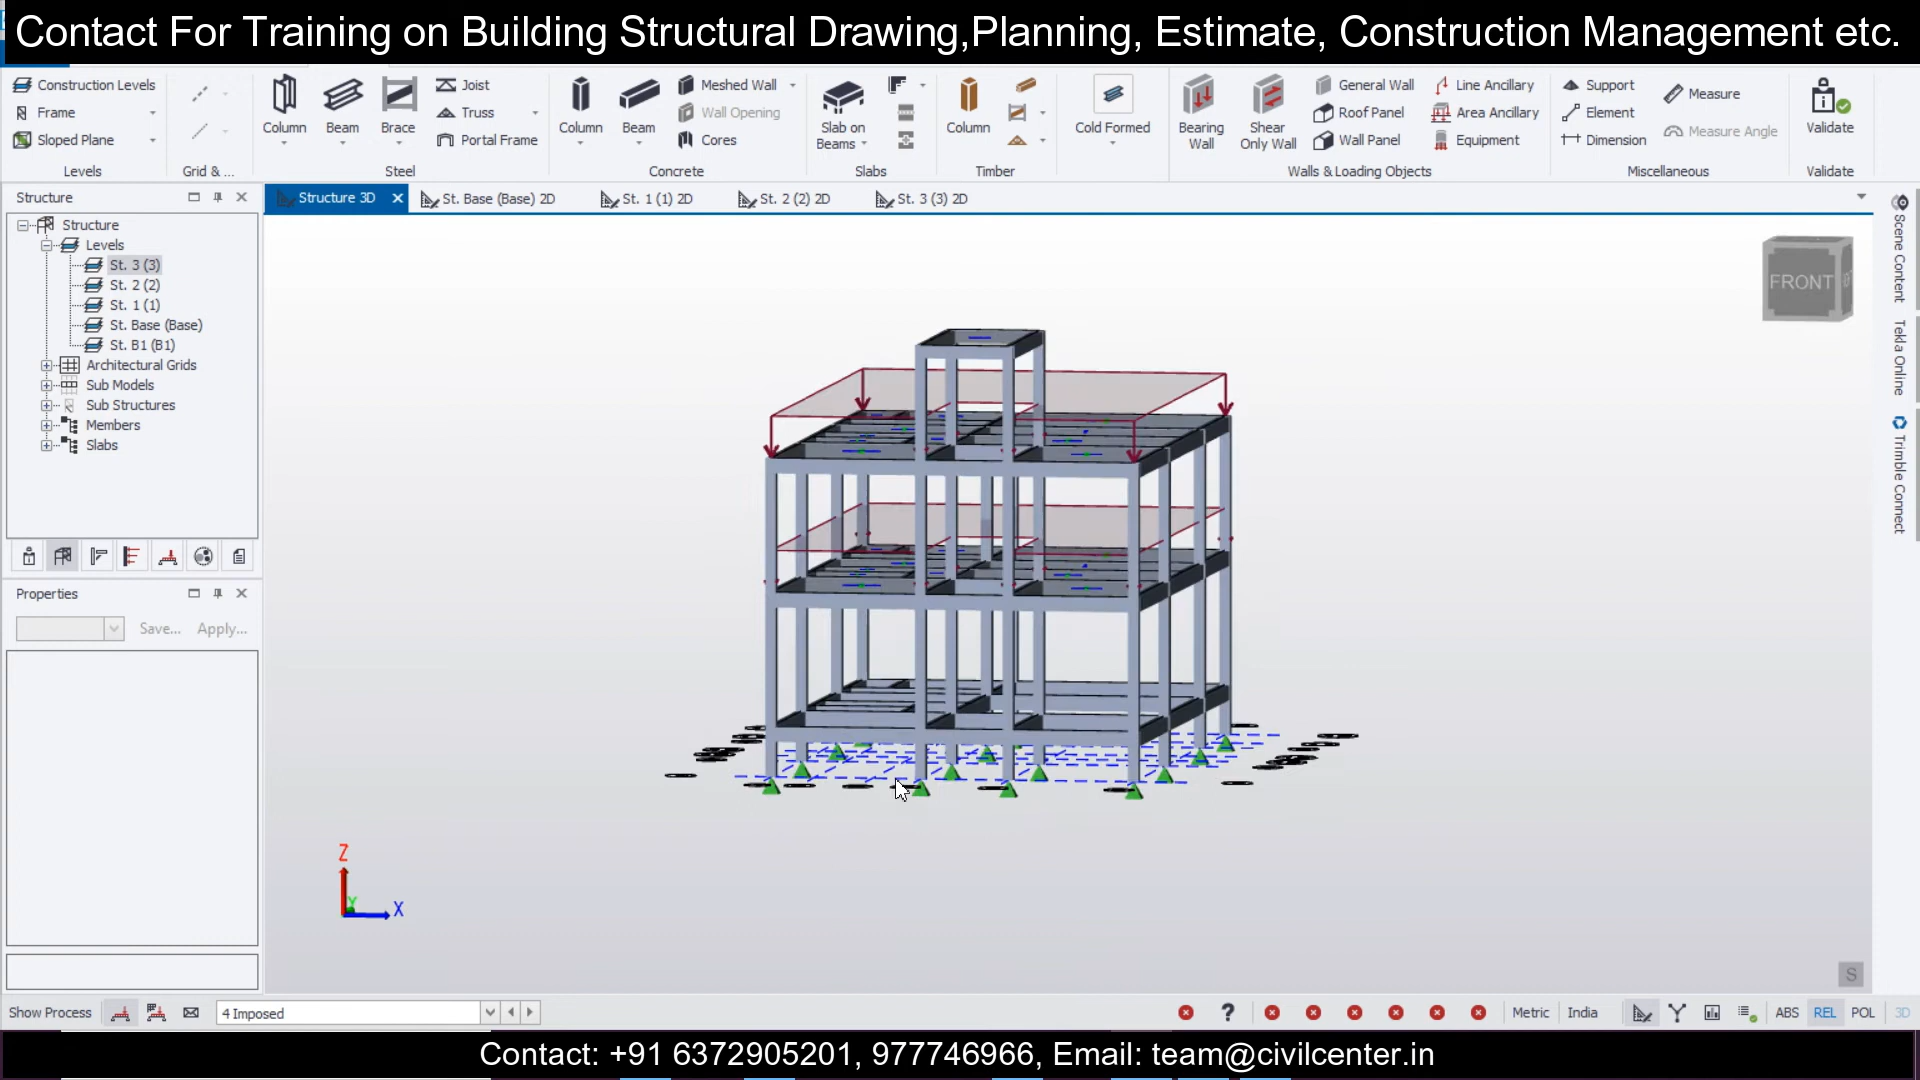 Contact For Training on Building Structural Drawing,Planning, Estimate, Construction Management etc.
Construction Levels
Frame
Sloped Plane
Levels
Grid & ...
Column
Beam
Brace
Joist
Truss
Portal Frame
Steel
Column
Beam
Meshed Wall
Wall Opening
Cores
Concrete
Slab on
Beams
Slabs
Column
Timber
Cold Formed
Bearing
Wall
Shear
Only Wall
General Wall
Roof Panel
Wall Panel
Line Ancillary
Area Ancillary
Equipment
Walls & Loading Objects
Support
Element
Dimension
Measure
Measure Angle
Miscellaneous
Validate
Validate
Structure
Structure 3D
St. Base (Base) 2D
St. 1 (1) 2D
St. 2 (2) 2D
St. 3 (3) 2D
Structure
Levels
St. 3 (3)
St. 2 (2)
St. 1 (1)
St. Base (Base)
St. B1 (B1)
Architectural Grids
Sub Models
Sub Structures
Members
Slabs
FRONT
Scene Content
Tekla Online
Trimble Connect
Properties
Save...
Apply...
Z
Y
X
S
Show Process
4 Imposed
Metric
India
ABS
REL
POL
3D
Contact: +91 6372905201, 977746966, Email: team@civilcenter.in